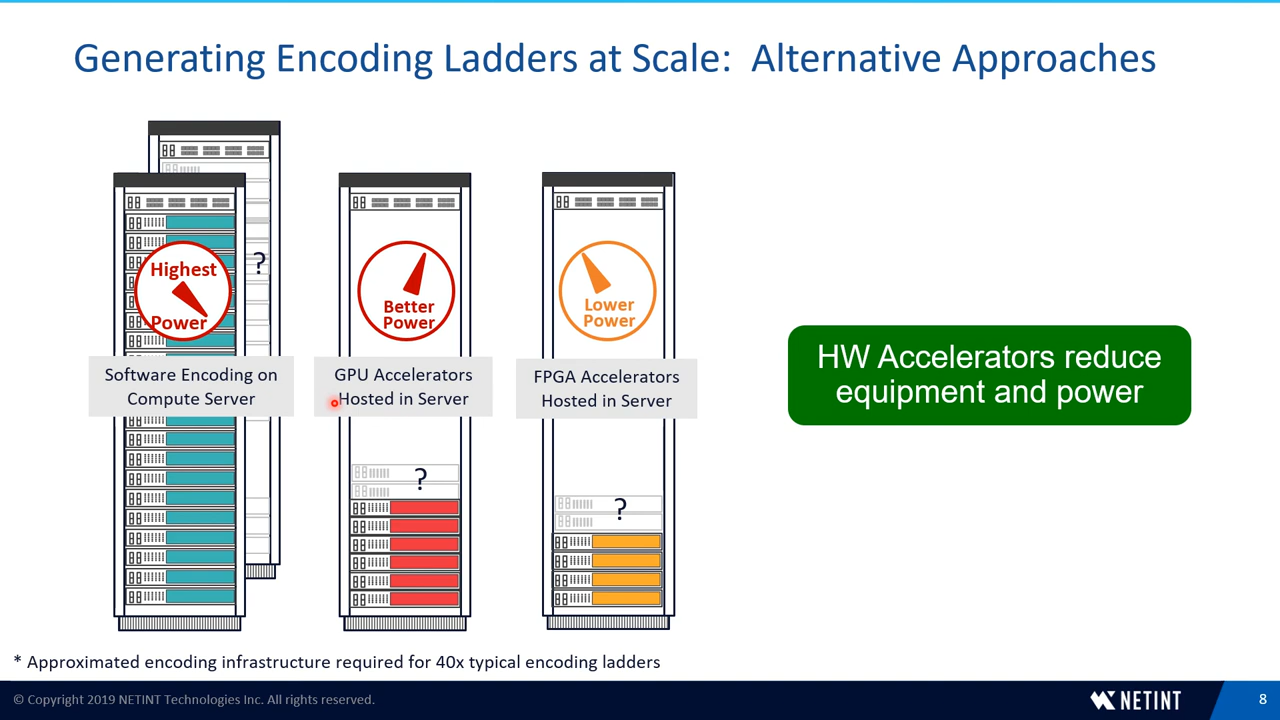 Generating Encoding Ladders at Scale:  Alternative Approaches
?
Highest
Power
Better
Power
Lower
Power
Software Encoding on
Compute Server
GPU Accelerators
Hosted in Server
FPGA Accelerators
Hosted in Server
HW Accelerators reduce
equipment and power
?
?
* Approximated encoding infrastructure required for 40x typical encoding ladders
© Copyright 2019 NETINT Technologies Inc. All rights reserved.
NETINT
8